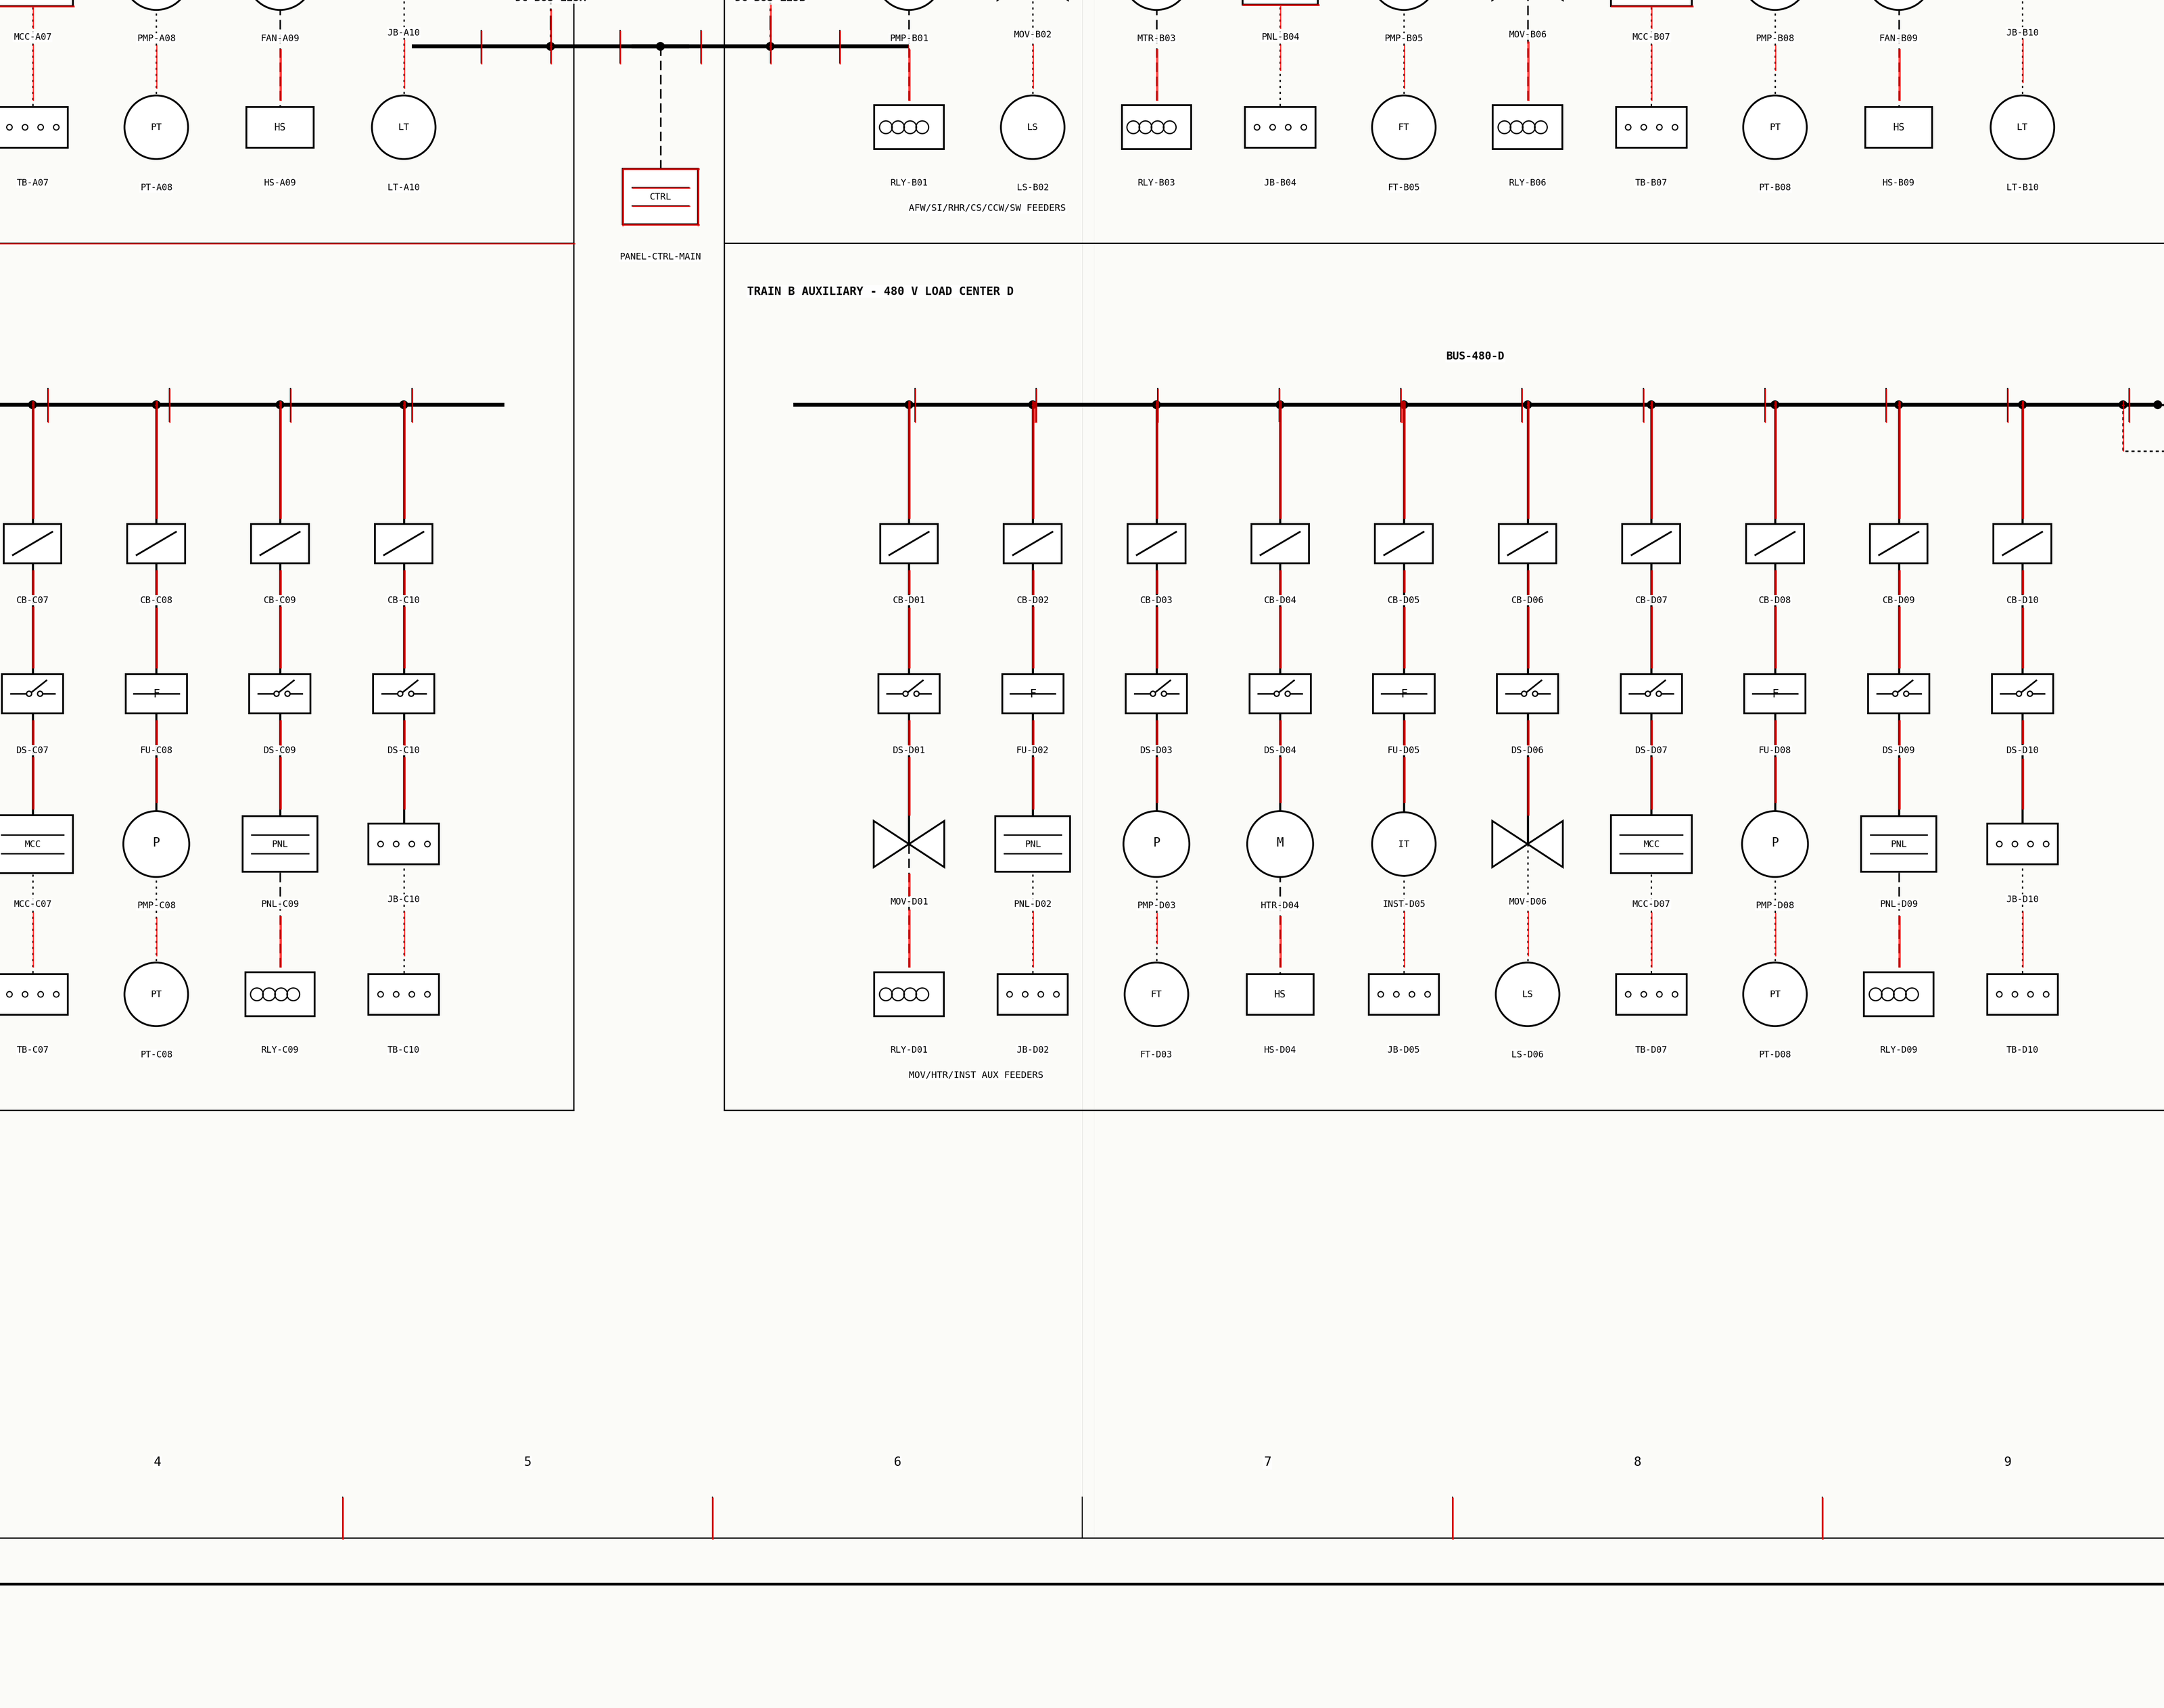 MCC-A07 PMP-A08 FAN-A09 JB-A10 PMP-B01 MOV-B02 MTR-B03 PNL-B04 PMP-B05 MOV-B06 MCC-B07 PMP-B08 FAN-B09 JB-B10
PT HS LT LS FT PT HS LT
TB-A07 PT-A08 HS-A09 LT-A10 RLY-B01 LS-B02 RLY-B03 JB-B04 FT-B05 RLY-B06 TB-B07 PT-B08 HS-B09 LT-B10
CTRL
AFW/SI/RHR/CS/CCW/SW FEEDERS
PANEL-CTRL-MAIN
TRAIN B AUXILIARY - 480 V LOAD CENTER D
BUS-480-D
CB-C07 CB-C08 CB-C09 CB-C10 CB-D01 CB-D02 CB-D03 CB-D04 CB-D05 CB-D06 CB-D07 CB-D08 CB-D09 CB-D10
F F F F
DS-C07 FU-C08 DS-C09 DS-C10 DS-D01 FU-D02 DS-D03 DS-D04 FU-D05 DS-D06 DS-D07 FU-D08 DS-D09 DS-D10
MCC P PNL PNL P M IT MCC P PNL
MCC-C07 PMP-C08 PNL-C09 JB-C10 MOV-D01 PNL-D02 PMP-D03 HTR-D04 INST-D05 MOV-D06 MCC-D07 PMP-D08 PNL-D09 JB-D10
PT FT HS LS PT
TB-C07 PT-C08 RLY-C09 TB-C10 RLY-D01 JB-D02 FT-D03 HS-D04 JB-D05 LS-D06 TB-D07 PT-D08 RLY-D09 TB-D10
MOV/HTR/INST AUX FEEDERS
4 5 6 7 8 9